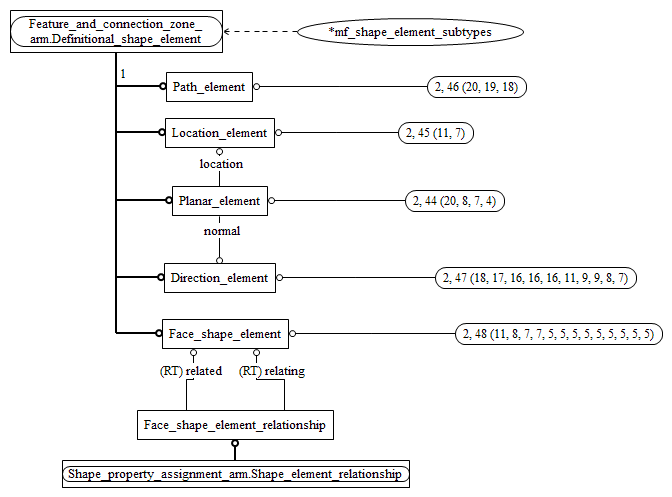 Feature_and_connection_zone_
arm.Definitional_shape_element
*mf_shape_element_subtypes
1
Path_element
2, 46 (20, 19, 18)
Location_element
2, 45 (11, 7)
location
Planar_element
2, 44 (20, 8, 7, 4)
normal
Direction_element
2, 47 (18, 17, 16, 16, 16, 11, 9, 9, 8, 7)
Face_shape_element
2, 48 (11, 8, 7, 7, 5, 5, 5, 5, 5, 5, 5, 5, 5)
(RT) related
(RT) relating
Face_shape_element_relationship
Shape_property_assignment_arm.Shape_element_relationship